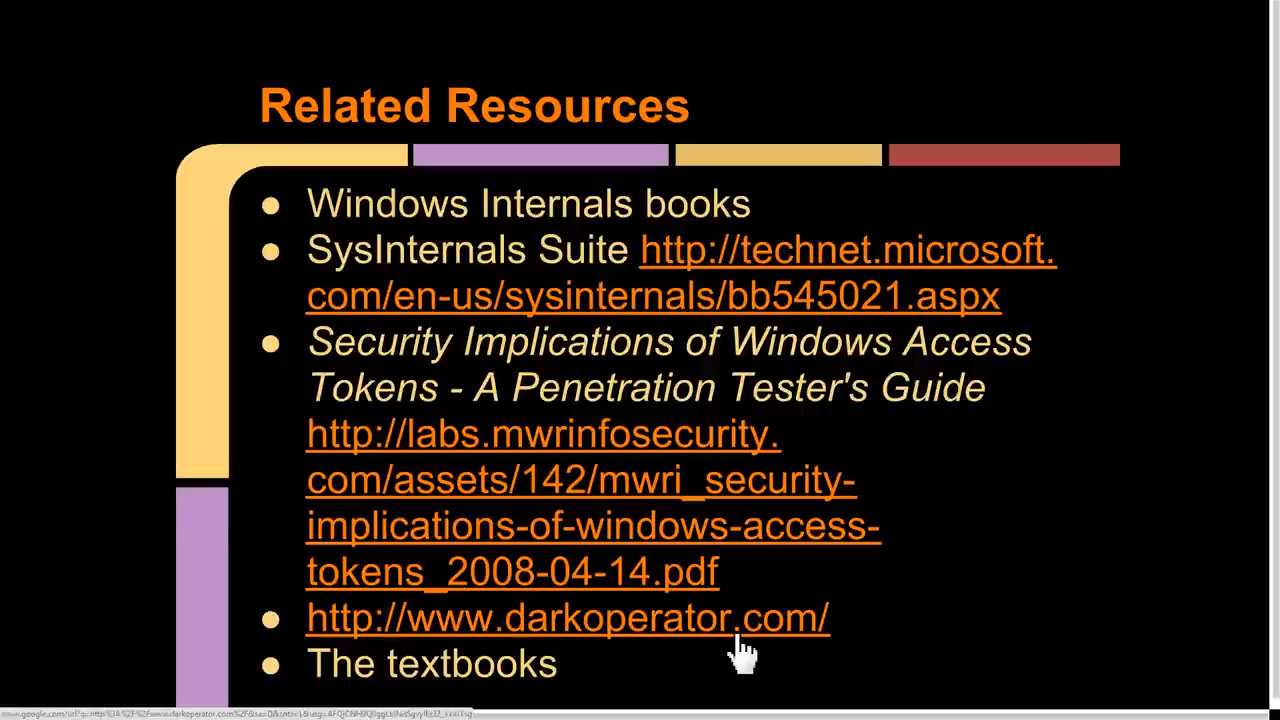 Related Resources
● Windows Internals books
● SysInternals Suite http://technet.microsoft.
com/en-us/sysinternals/bb545021.aspx
● Security Implications of Windows Access
Tokens - A Penetration Tester's Guide
http://labs.mwrinfosecurity.
com/assets/142/mwri_security-
implications-of-windows-access-
tokens_2008-04-14.pdf
● http://www.darkoperator.com/
● The textbooks